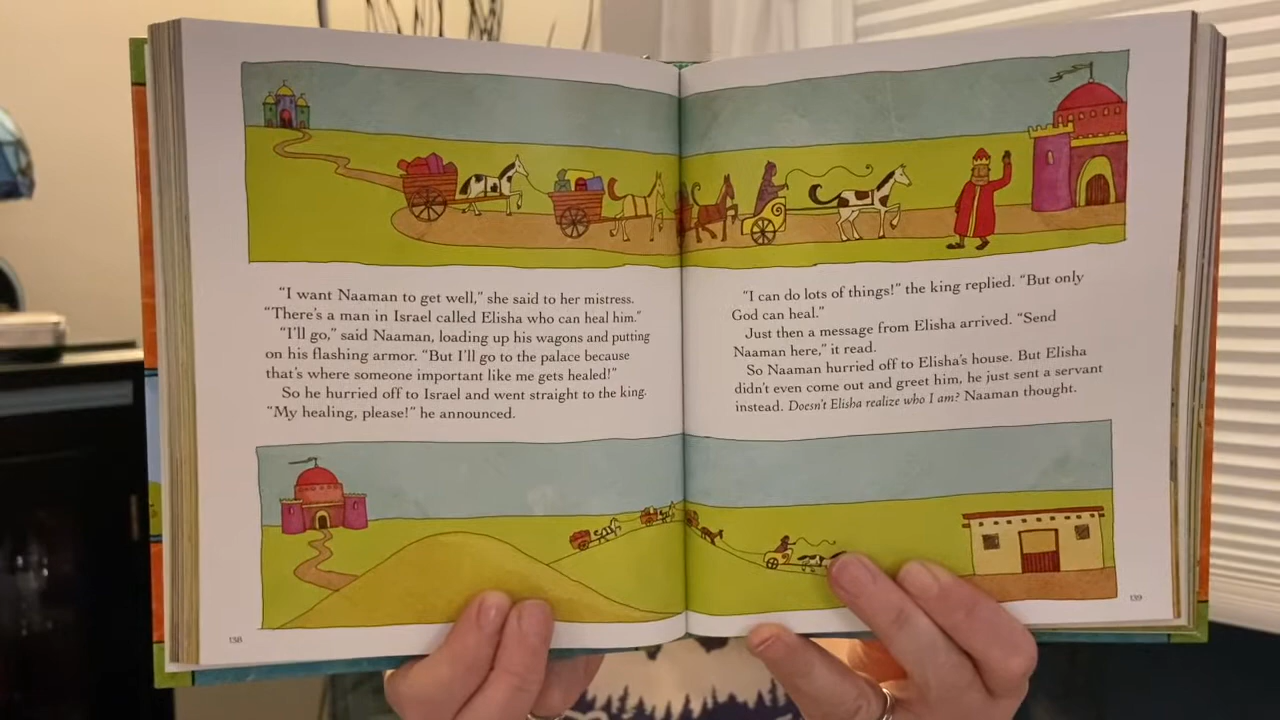 “I want Naaman to get well,” she said to her mistress.
“There’s a man in Israel called Elisha who can heal him.”
“I’ll go,” said Naaman, loading up his wagons and putting
on his flashing armor. “But I’ll go to the palace because
that’s where someone important like me gets healed!”
So he hurried off to Israel and went straight to the king.
“My healing, please!” he announced.
138
“I can do lots of things!” the king replied. “But only
God can heal.”
Just then a message from Elisha arrived. “Send
Naaman here,” it read.
So Naaman hurried off to Elisha’s house. But Elisha
didn’t even come out and greet him, he just sent a servant
instead. Doesn’t Elisha realize who I am? Naaman thought.
139